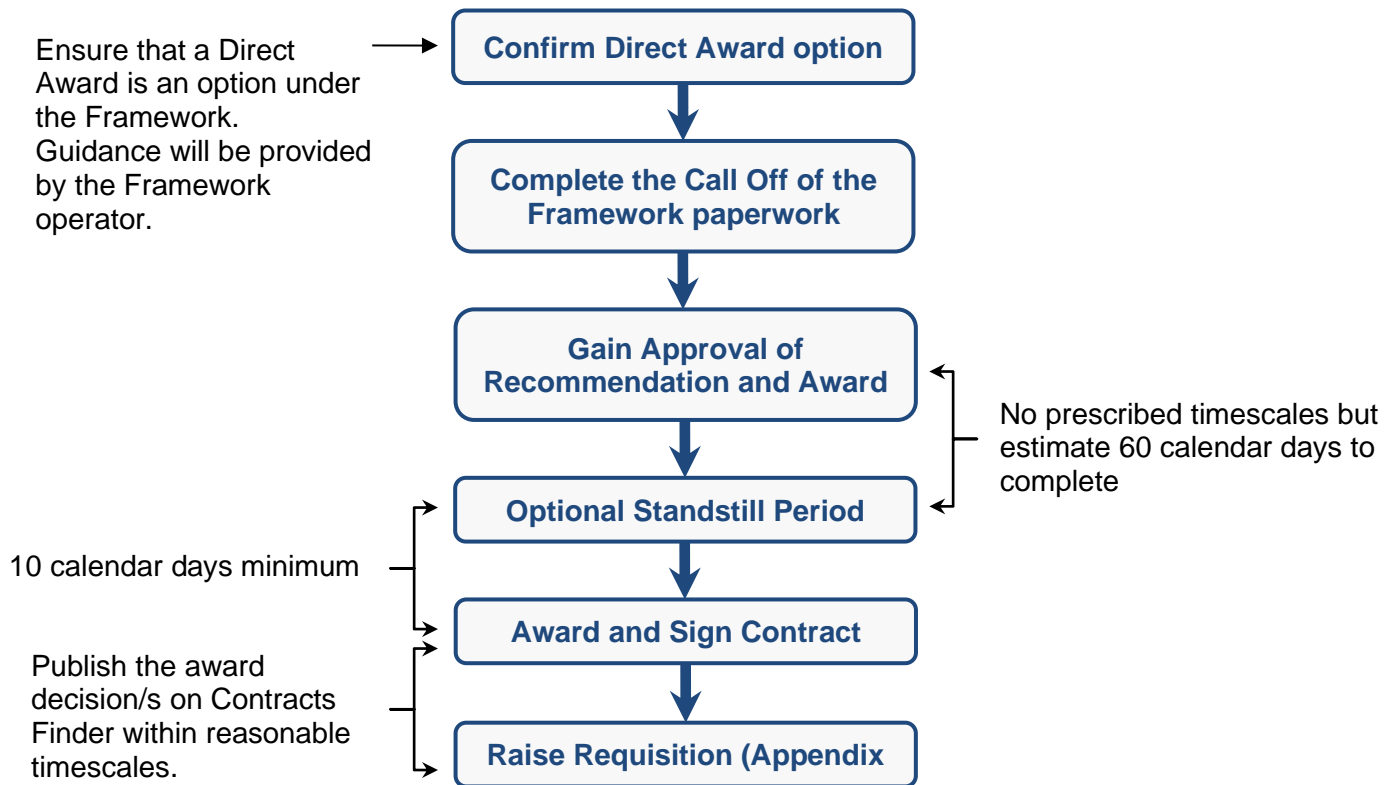 Ensure that a Direct
Award is an option under
the Framework.
Guidance will be provided
by the Framework
operator.
Confirm Direct Award option
Complete the Call Off of the
Framework paperwork
Gain Approval of
Recommendation and Award
No prescribed timescales but
estimate 60 calendar days to
complete
Optional Standstill Period
10 calendar days minimum
Award and Sign Contract
Publish the award
decision/s on Contracts
Finder within reasonable
timescales.
Raise Requisition (Appendix